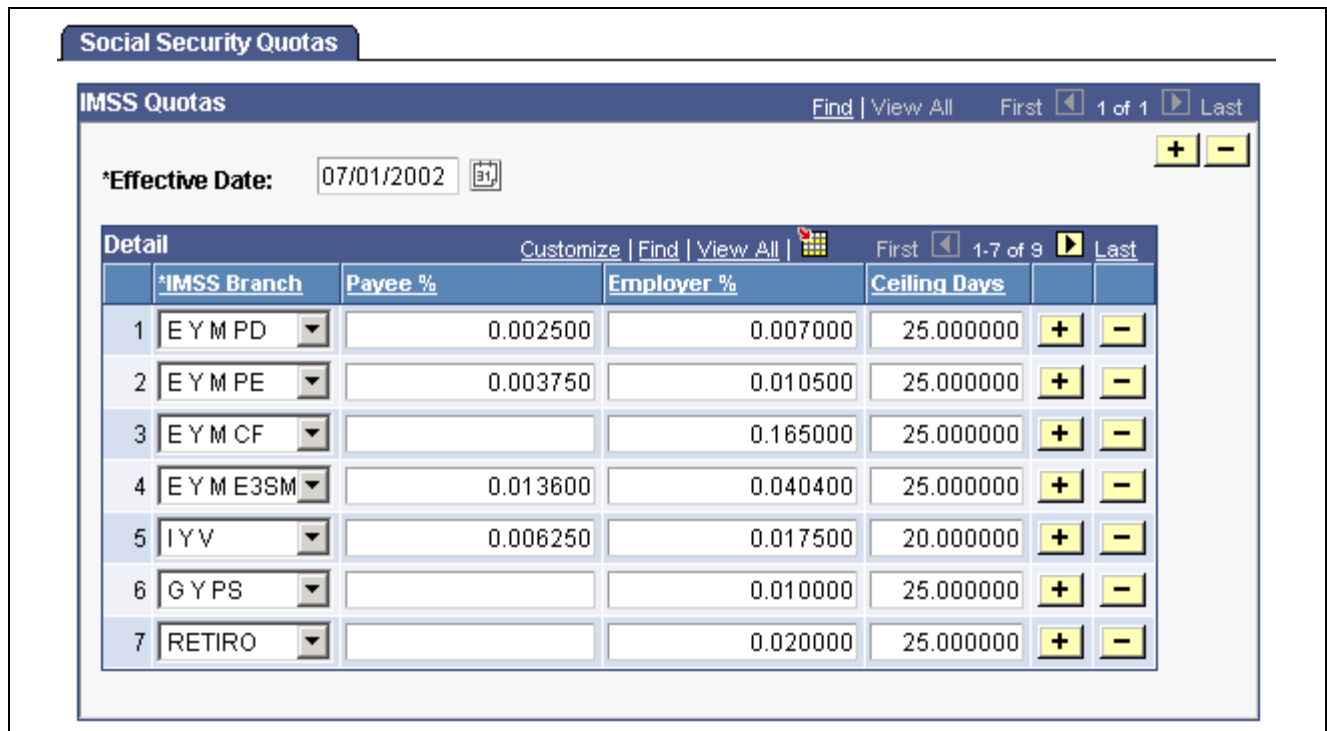 Social Security Quotas
IMSS Quotas Find | View All First 1 of 1 Last
*Effective Date: 07/01/2002 31
Detail Customize | Find | View All | First 1-7 of 9 Last
*IMSS Branch Payee % Employer % Ceiling Days
1 E Y M PD 0.002500 0.007000 25.000000
2 E Y M PE 0.003750 0.010500 25.000000
3 E Y M CF 0.165000 25.000000
4 E Y M E3SM 0.013600 0.040400 25.000000
5 I Y V 0.006250 0.017500 20.000000
6 G Y PS 0.010000 25.000000
7 RETIRO 0.020000 25.000000